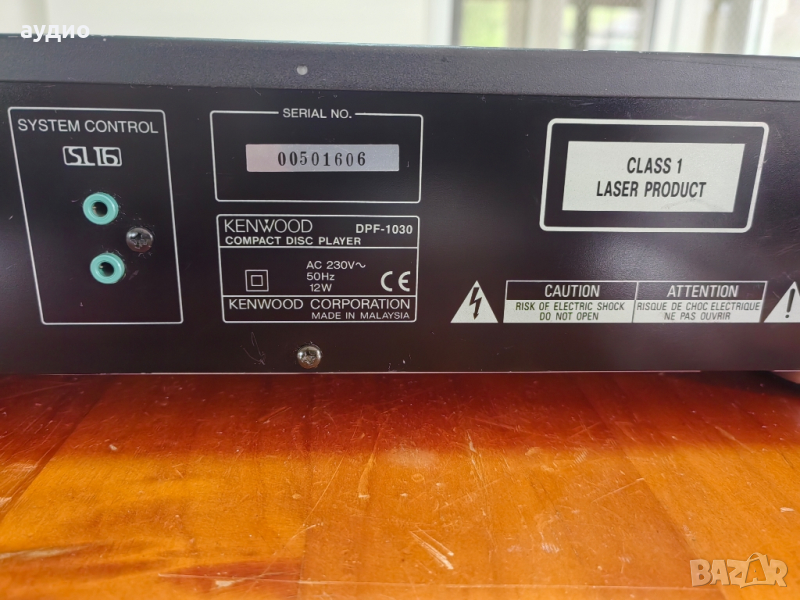 аудио
SYSTEM CONTROL
SL16
SERIAL NO.
00501606
CLASS 1
LASER PRODUCT
KENWOOD DPF-1030
COMPACT DISC PLAYER
AC 230V~
50Hz
12W
CE
KENWOOD CORPORATION
MADE IN MALAYSIA
CAUTION
RISK OF ELECTRIC SHOCK
DO NOT OPEN
ATTENTION
RISQUE DE CHOC ELECTRIQUE
NE PAS OUVRIR
BAZAR